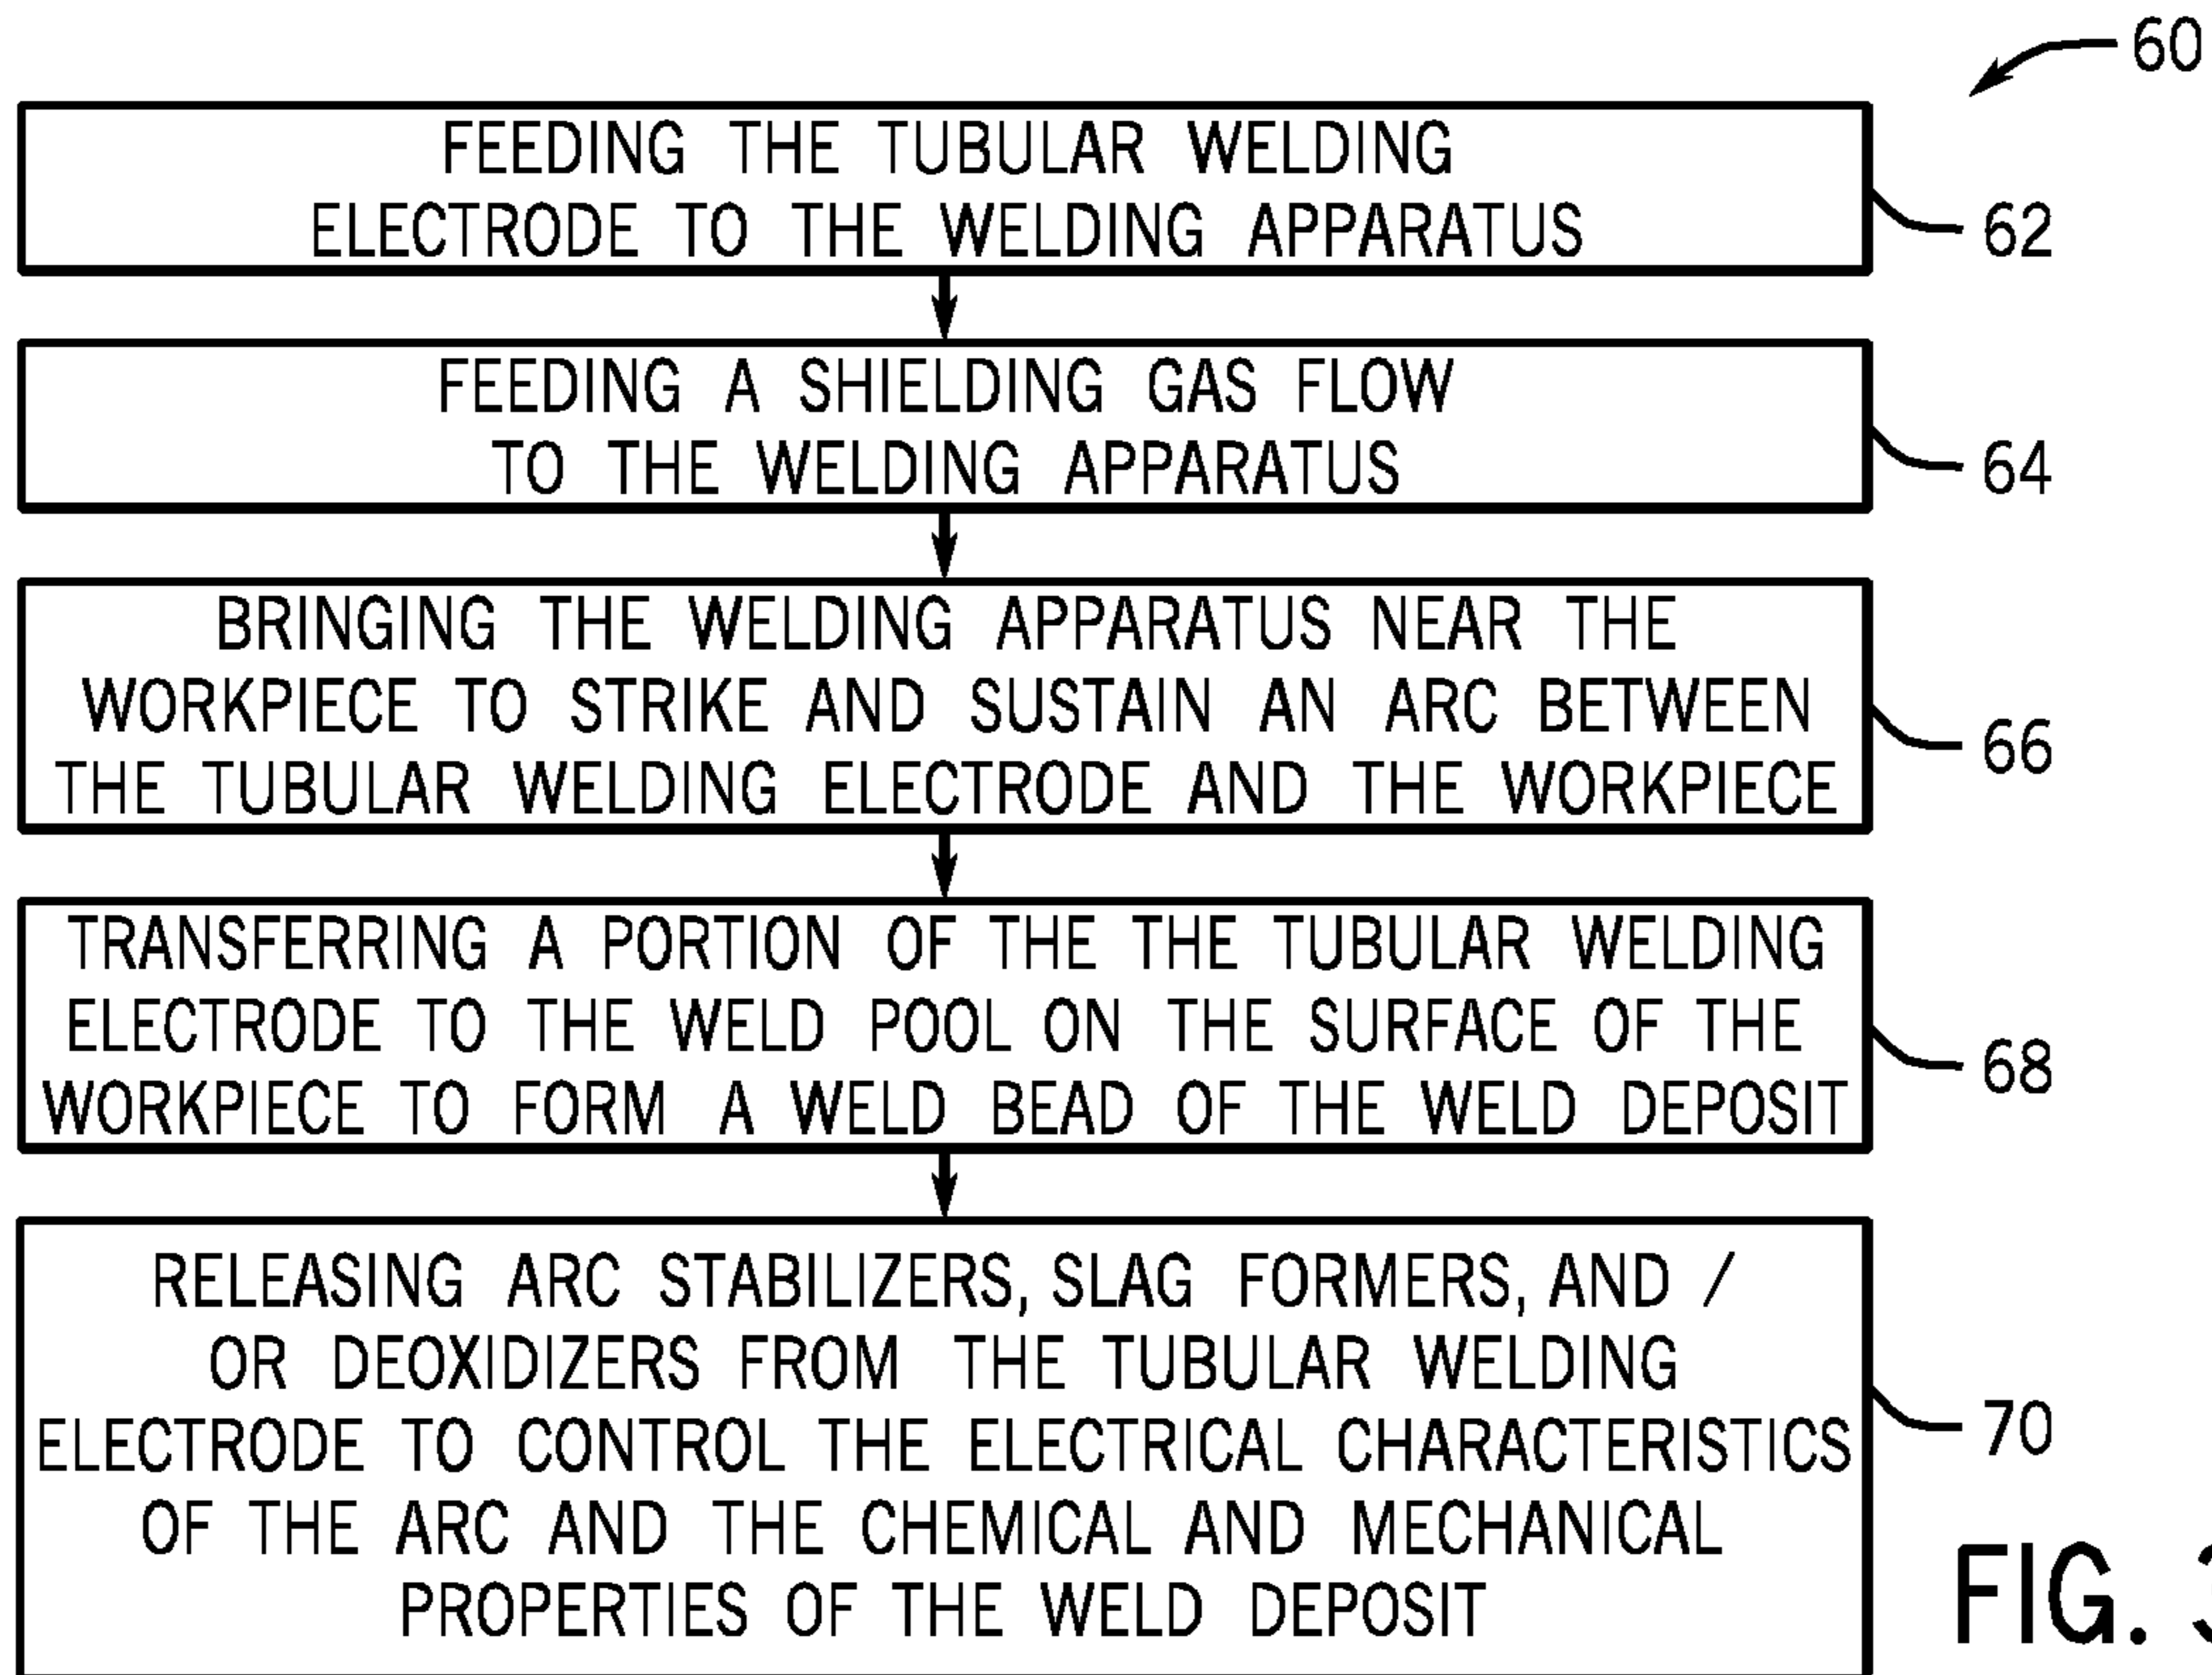 60
FEEDING THE TUBULAR WELDING
ELECTRODE TO THE WELDING APPARATUS
62
FEEDING A SHIELDING GAS FLOW
TO THE WELDING APPARATUS
64
BRINGING THE WELDING APPARATUS NEAR THE
WORKPIECE TO STRIKE AND SUSTAIN AN ARC BETWEEN
THE TUBULAR WELDING ELECTRODE AND THE WORKPIECE
66
TRANSFERRING A PORTION OF THE THE TUBULAR WELDING
ELECTRODE TO THE WELD POOL ON THE SURFACE OF THE
WORKPIECE TO FORM A WELD BEAD OF THE WELD DEPOSIT
68
RELEASING ARC STABILIZERS, SLAG FORMERS, AND /
OR DEOXIDIZERS FROM THE TUBULAR WELDING
ELECTRODE TO CONTROL THE ELECTRICAL CHARACTERISTICS
OF THE ARC AND THE CHEMICAL AND MECHANICAL
PROPERTIES OF THE WELD DEPOSIT
70
FIG.